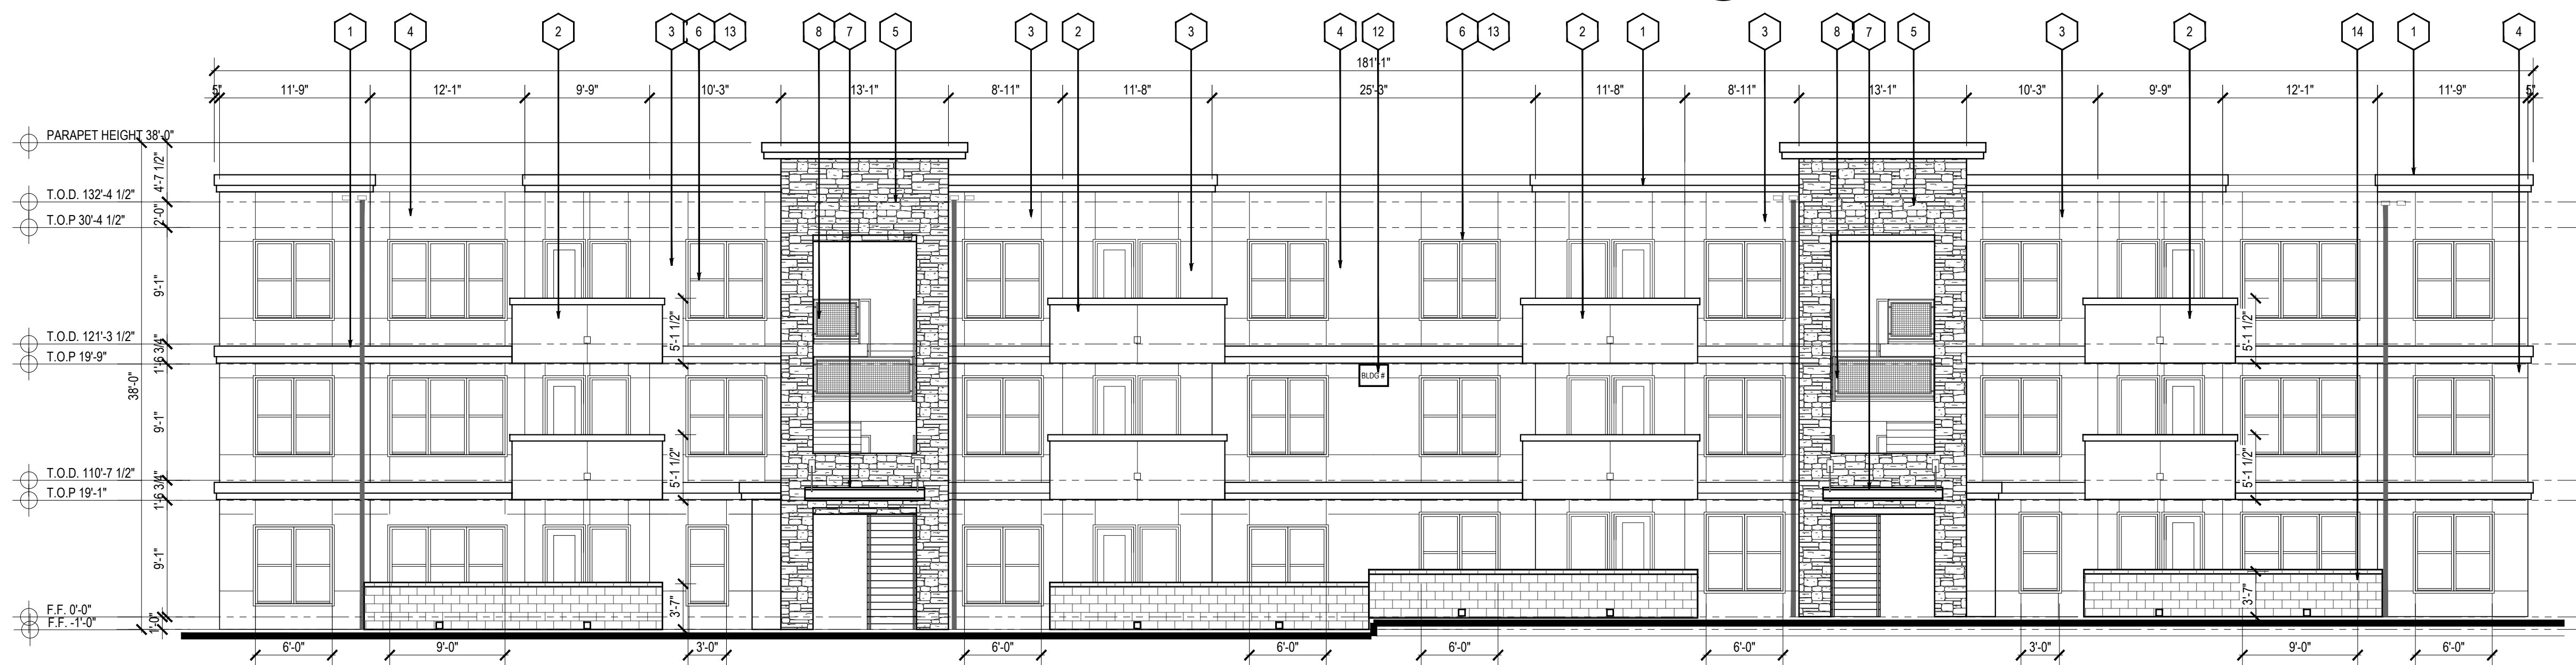 1 4 2 3 6 13 8 7 5 3 2 3 4 12 6 13 2 1 3 8 7 5 3 2 14 1 4
181'-1"
5" 11'-9" 12'-1" 9'-9" 10'-3" 13'-1" 8'-11" 11'-8" 25'-3" 11'-8" 8'-11" 13'-1" 10'-3" 9'-9" 12'-1" 11'-9" 5"
PARAPET HEIGHT 38'-0"
4'-7 1/2"
T.O.D. 132'-4 1/2"
2'-0"
T.O.P 30'-4 1/2"
9'-1"
5'-1 1/2" 5'-1 1/2"
T.O.D. 121'-3 1/2"
1'-6 3/4"
T.O.P 19'-9"
38'-0"
BLDG #
9'-1"
5'-1 1/2" 5'-1 1/2"
T.O.D. 110'-7 1/2"
1'-6 3/4"
T.O.P 19'-1"
9'-1"
3'-7" 3'-7"
F.F. 0'-0"
F.F. -1'-0"
1'-0"
6'-0" 9'-0" 3'-0" 6'-0" 6'-0" 6'-0" 6'-0" 3'-0" 9'-0" 6'-0"